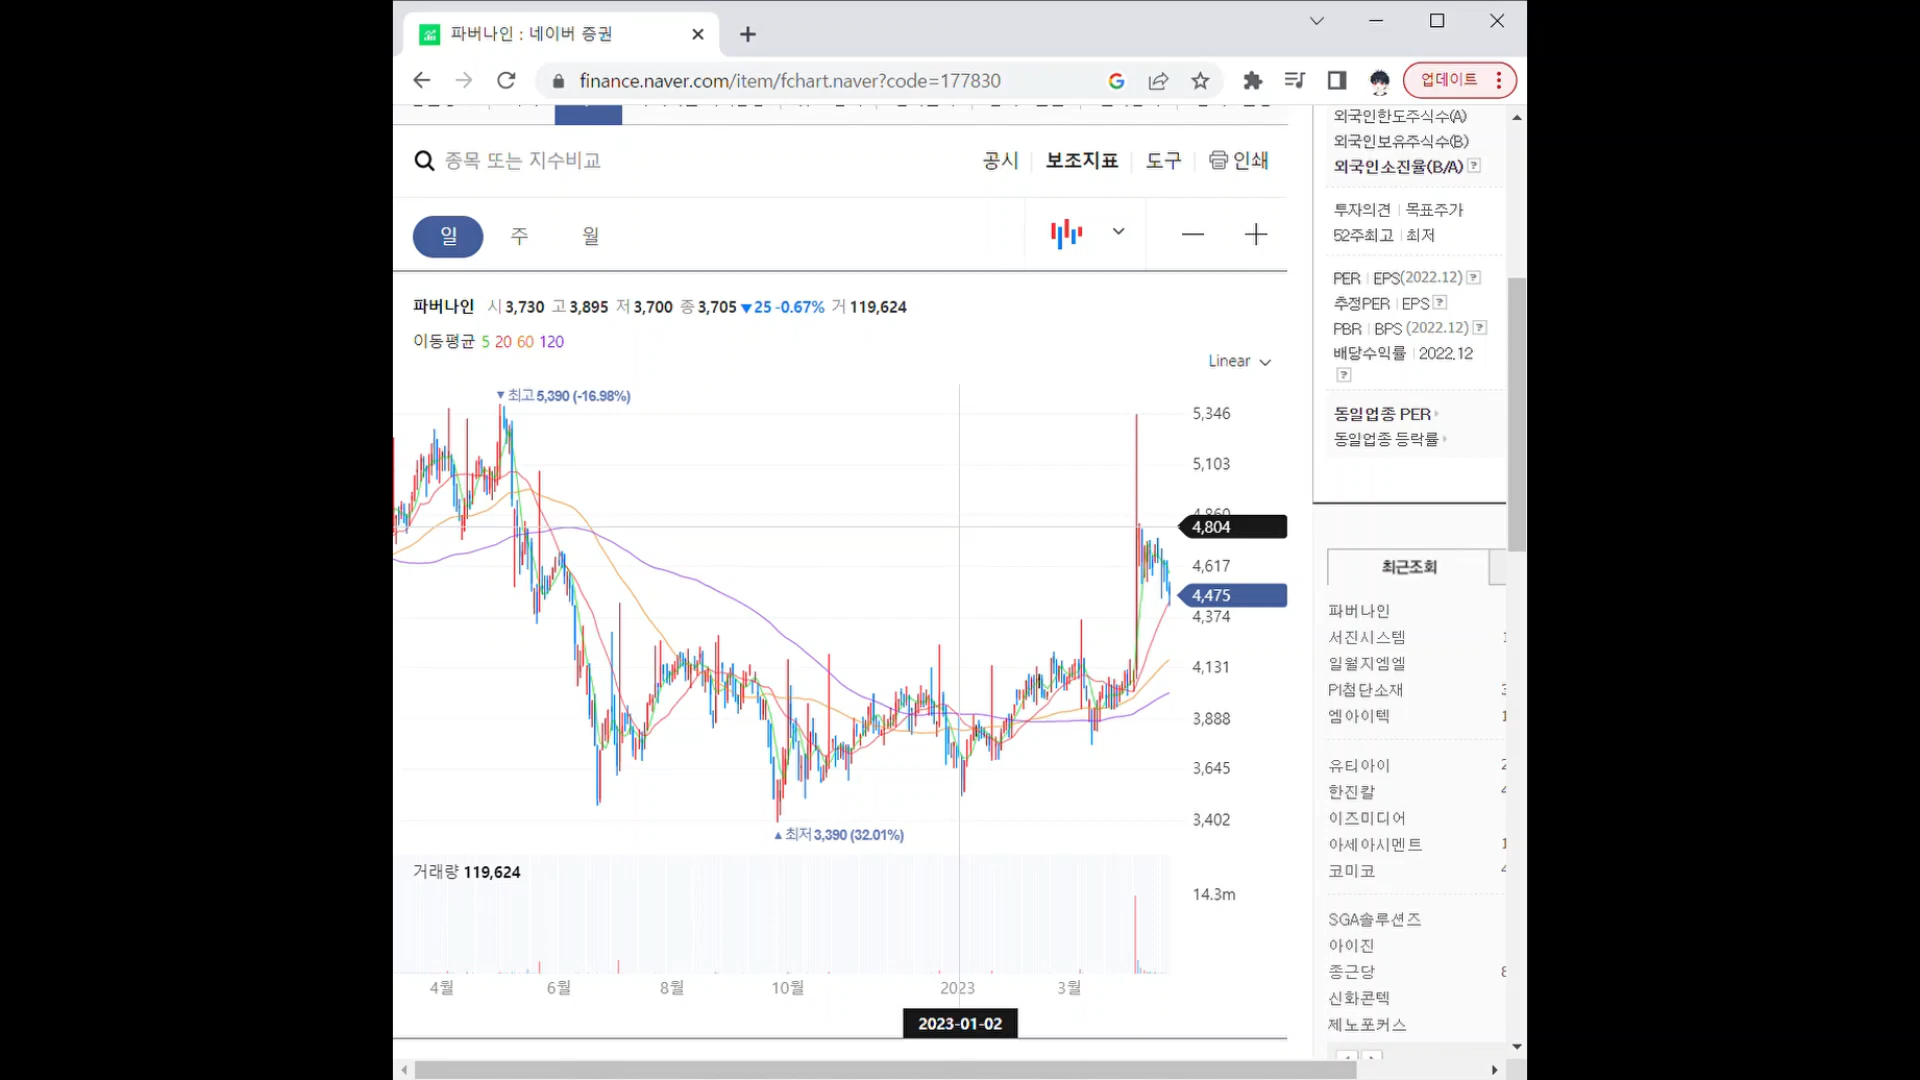 파버나인 : 네이버 증권
finance.naver.com/item/fchart.naver?code=177830
업데이트
종목 또는 지수비교
공시
보조지표
도구
인쇄
일
주
월
파버나인 시 3,730 고 3,895 저 3,700 종 3,705 ▼25 -0.67% 거 119,624
이동평균 5 20 60 120
Linear
▼최고 5,390 (-16.98%)
5,346
5,103
4,860
4,804
4,617
4,475
4,374
4,131
3,888
3,645
3,402
▲최저 3,390 (32.01%)
거래량 119,624
14.3m
4월 6월 8월 10월 2023 3월
2023-01-02
외국인한도주식수(A)
외국인보유주식수(B)
외국인소진율(B/A) ?
투자의견 | 목표주가
52주최고 | 최저
PER | EPS(2022.12) ?
추정PER | EPS ?
PBR | BPS (2022.12) ?
배당수익률 | 2022.12
?
동일업종 PER
동일업종 등락률
최근조회
파버나인
서진시스템
일월지엠엘
PI첨단소재
엠아이텍
유티아이
한진칼
이즈미디어
아세아시멘트
코미코
SGA솔루션즈
아이진
종근당
신화콘텍
제노포커스